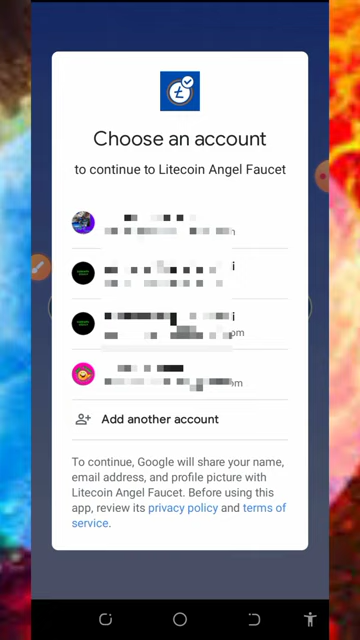 Choose an account
to continue to Litecoin Angel Faucet
Add another account
To continue, Google will share your name,
email address, and profile picture with
Litecoin Angel Faucet. Before using this
app, review its privacy policy and terms of
service.